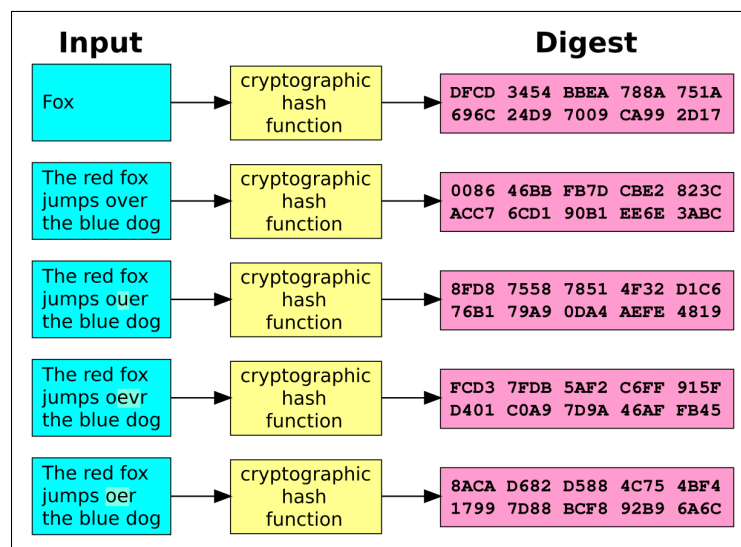 Input
Digest
Fox
cryptographic
hash
function
DFCD 3454 BBEA 788A 751A
696C 24D9 7009 CA99 2D17
The red fox
jumps over
the blue dog
cryptographic
hash
function
0086 46BB FB7D CBE2 823C
ACC7 6CD1 90B1 EE6E 3ABC
The red fox
jumps ouer
the blue dog
cryptographic
hash
function
8FD8 7558 7851 4F32 D1C6
76B1 79A9 0DA4 AEFE 4819
The red fox
jumps oevr
the blue dog
cryptographic
hash
function
FCD3 7FDB 5AF2 C6FF 915F
D401 C0A9 7D9A 46AF FB45
The red fox
jumps oer
the blue dog
cryptographic
hash
function
8ACA D682 D588 4C75 4BF4
1799 7D88 BCF8 92B9 6A6C